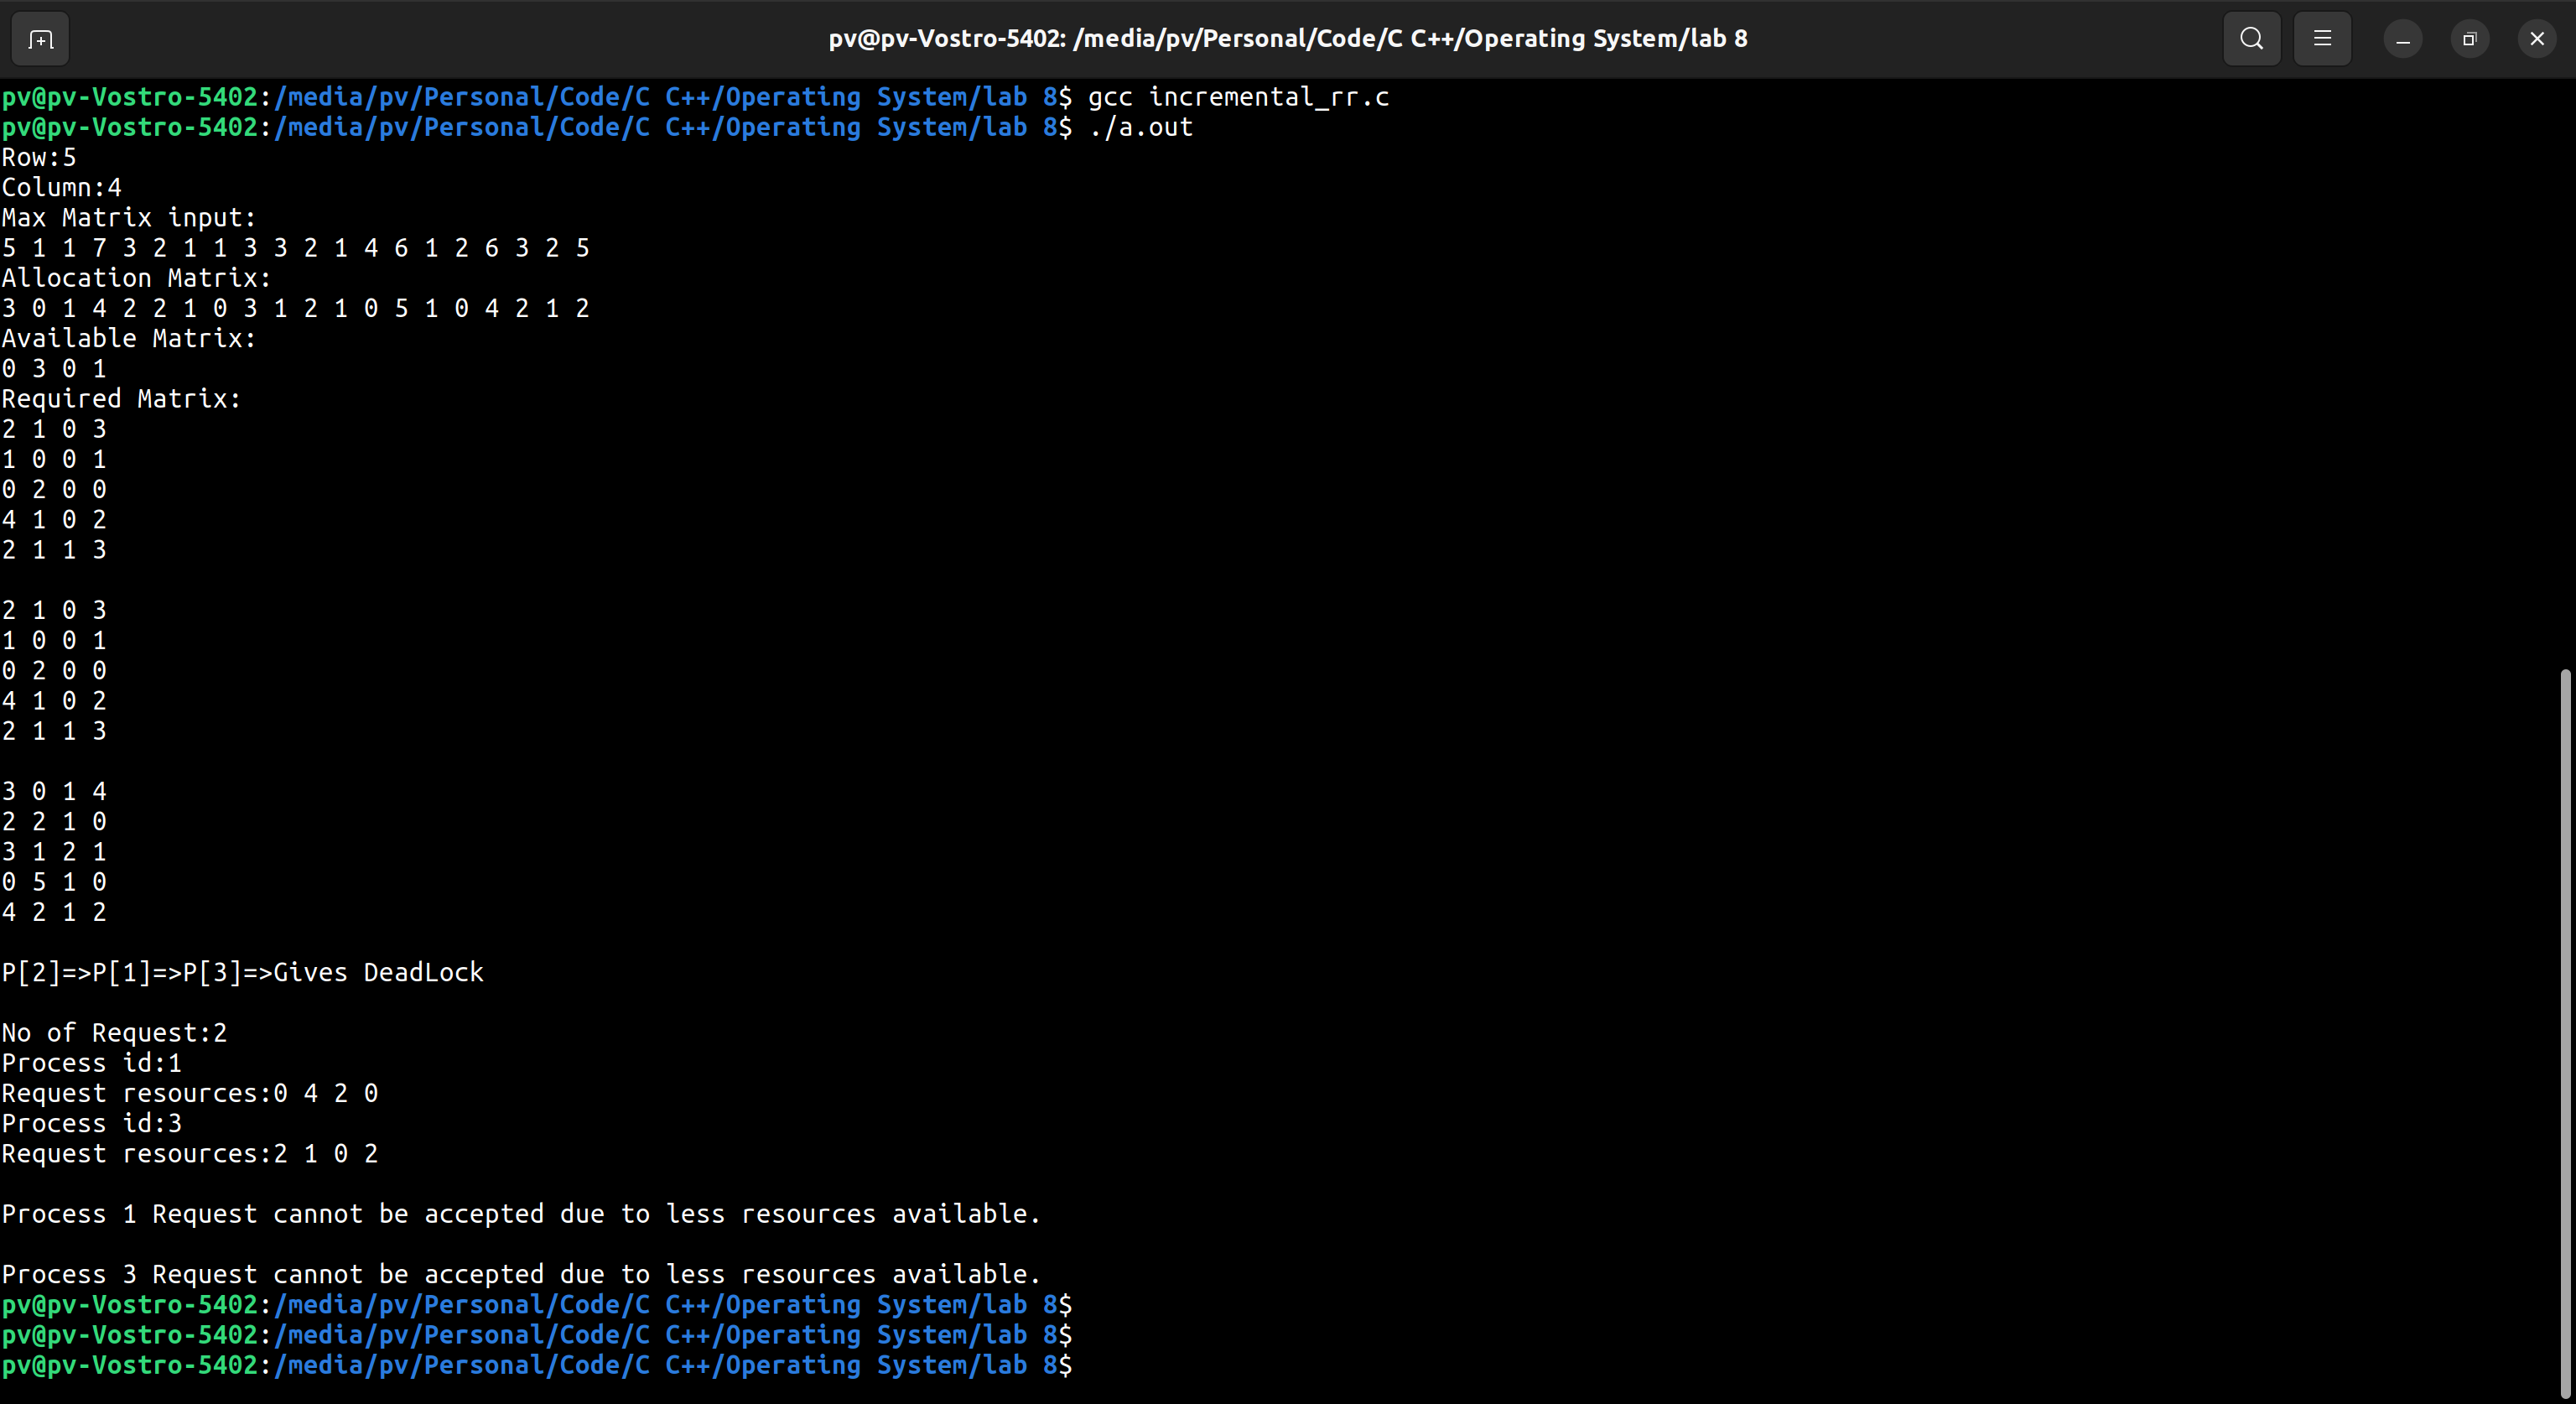 pv@pv-Vostro-5402: /media/pv/Personal/Code/C C++/Operating System/lab 8
pv@pv-Vostro-5402:/media/pv/Personal/Code/C C++/Operating System/lab 8$ gcc incremental_rr.c
pv@pv-Vostro-5402:/media/pv/Personal/Code/C C++/Operating System/lab 8$ ./a.out
Row:5
Column:4
Max Matrix input:
5 1 1 7 3 2 1 1 3 3 2 1 4 6 1 2 6 3 2 5
Allocation Matrix:
3 0 1 4 2 2 1 0 3 1 2 1 0 5 1 0 4 2 1 2
Available Matrix:
0 3 0 1
Required Matrix:
2 1 0 3
1 0 0 1
0 2 0 0
4 1 0 2
2 1 1 3
2 1 0 3
1 0 0 1
0 2 0 0
4 1 0 2
2 1 1 3
3 0 1 4
2 2 1 0
3 1 2 1
0 5 1 0
4 2 1 2
P[2]=>P[1]=>P[3]=>Gives DeadLock
No of Request:2
Process id:1
Request resources:0 4 2 0
Process id:3
Request resources:2 1 0 2
Process 1 Request cannot be accepted due to less resources available.
Process 3 Request cannot be accepted due to less resources available.
pv@pv-Vostro-5402:/media/pv/Personal/Code/C C++/Operating System/lab 8$
pv@pv-Vostro-5402:/media/pv/Personal/Code/C C++/Operating System/lab 8$
pv@pv-Vostro-5402:/media/pv/Personal/Code/C C++/Operating System/lab 8$